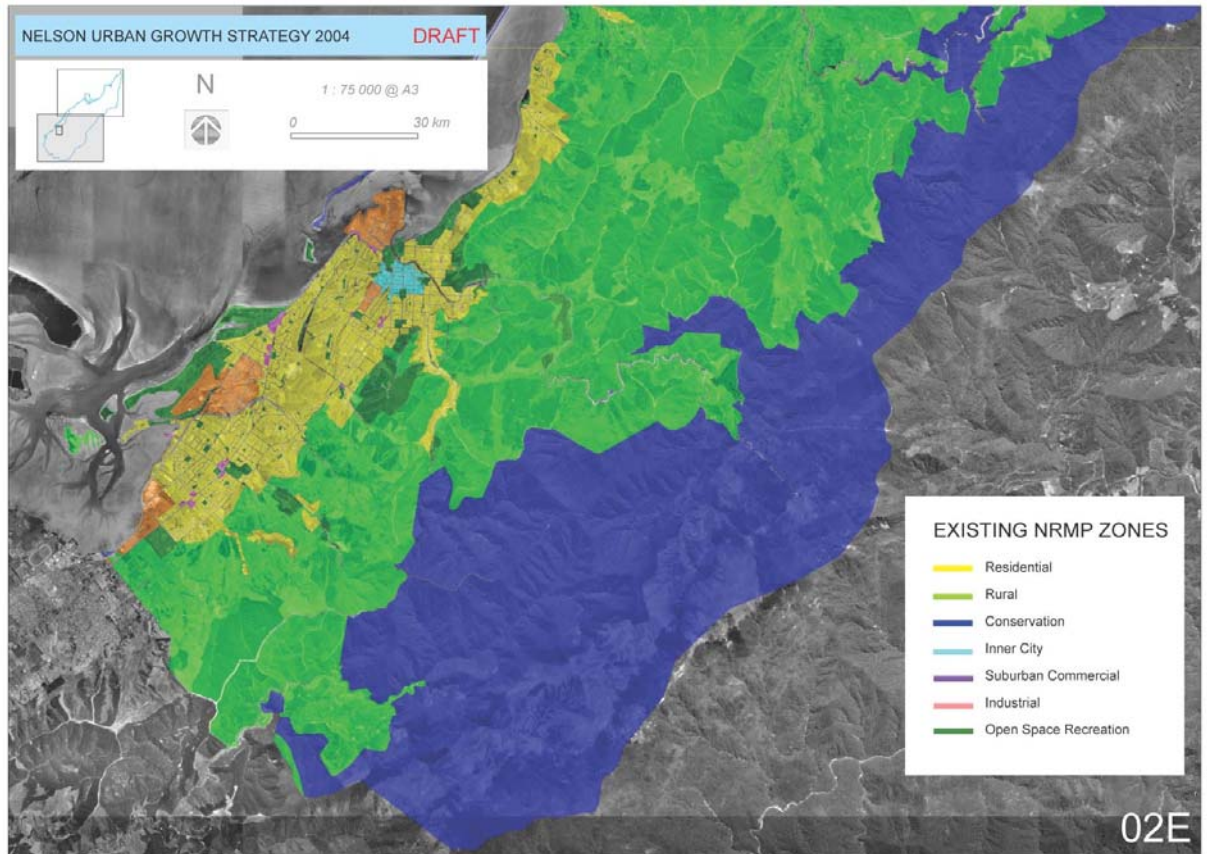 NELSON URBAN GROWTH STRATEGY 2004 DRAFT
N
1 : 75 000 @ A3
0 30 km
EXISTING NRMP ZONES
Residential
Rural
Conservation
Inner City
Suburban Commercial
Industrial
Open Space Recreation
02E